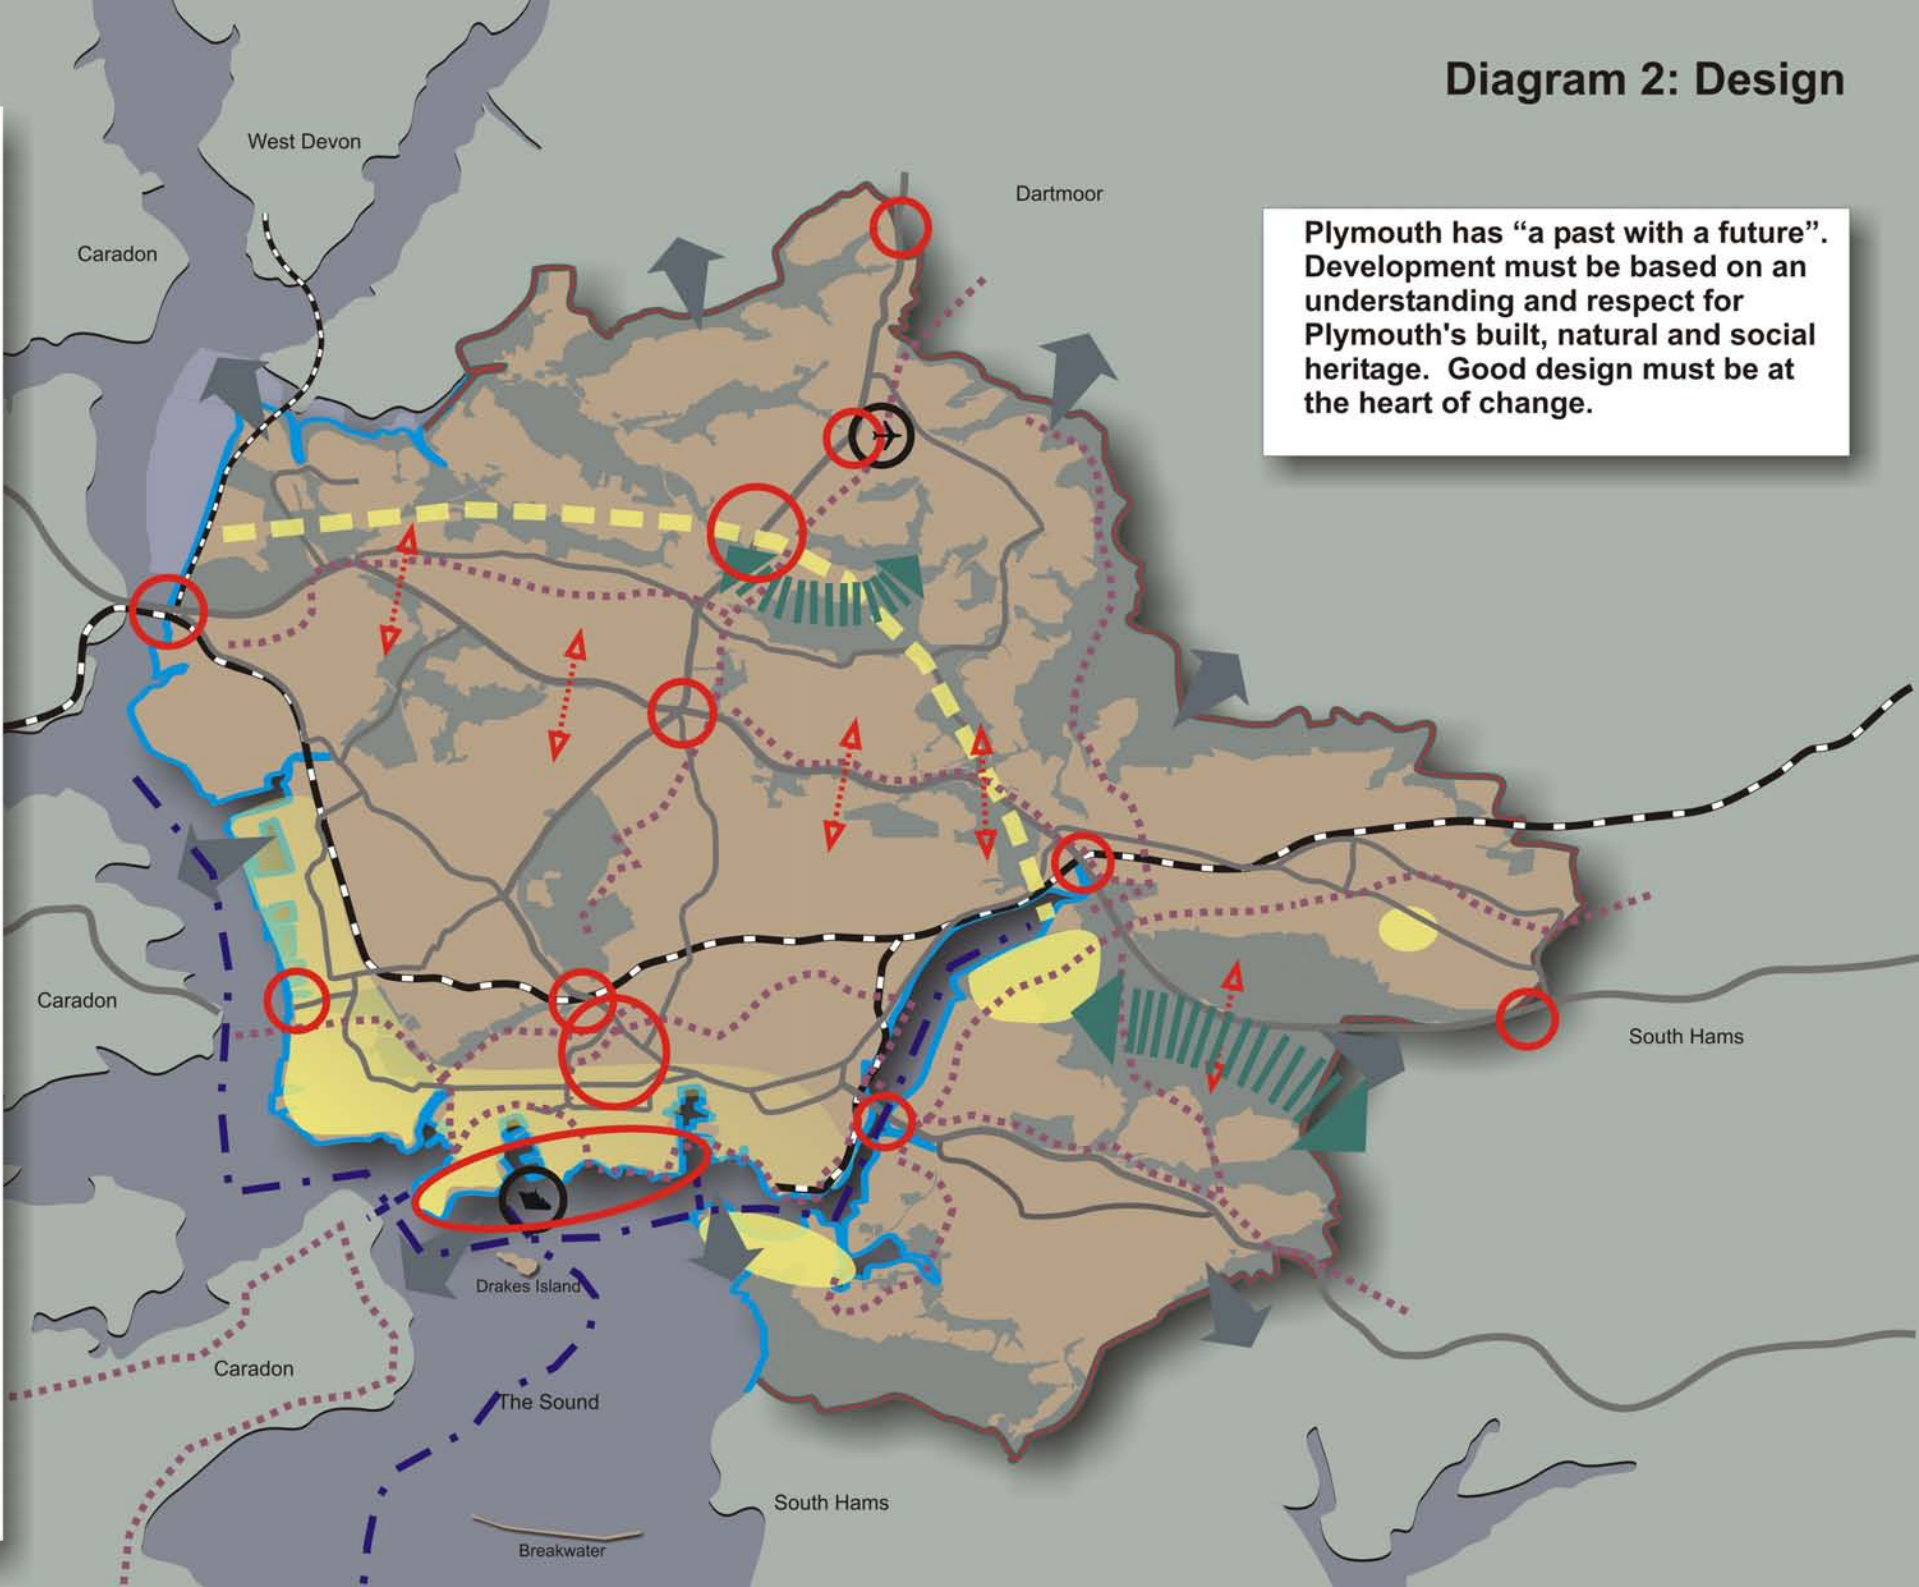 Diagram 2: Design
West Devon
Dartmoor
Caradon
Plymouth has “a past with a future”.
Development must be based on an
understanding and respect for
Plymouth's built, natural and social
heritage.  Good design must be at
the heart of change.
Caradon
South Hams
Drakes Island
Caradon
The Sound
South Hams
Breakwater